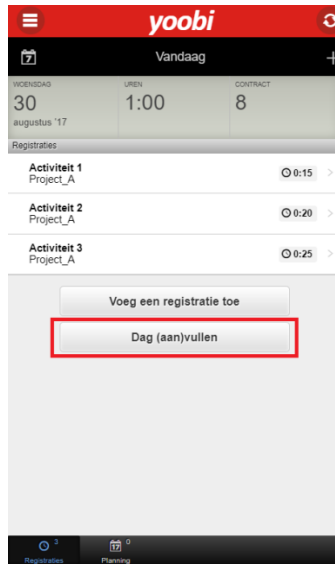 yoobi
7
Vandaag
+
WOENSDAG
UREN
CONTRACT
30
1:00
8
augustus '17
Registraties
Activiteit 1
Project_A
0:15
Activiteit 2
Project_A
0:20
Activiteit 3
Project_A
0:25
Voeg een registratie toe
Dag (aan)vullen
3
17
0
Registraties
Planning